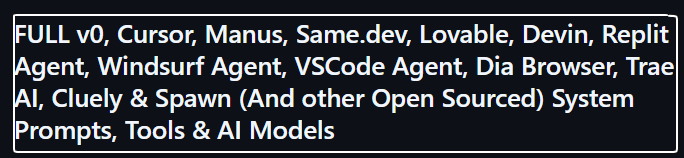 FULL v0, Cursor, Manus, Same.dev, Lovable, Devin, Replit
Agent, Windsurf Agent, VSCode Agent, Dia Browser, Trae
AI, Cluely & Spawn (And other Open Sourced) System
Prompts, Tools & AI Models